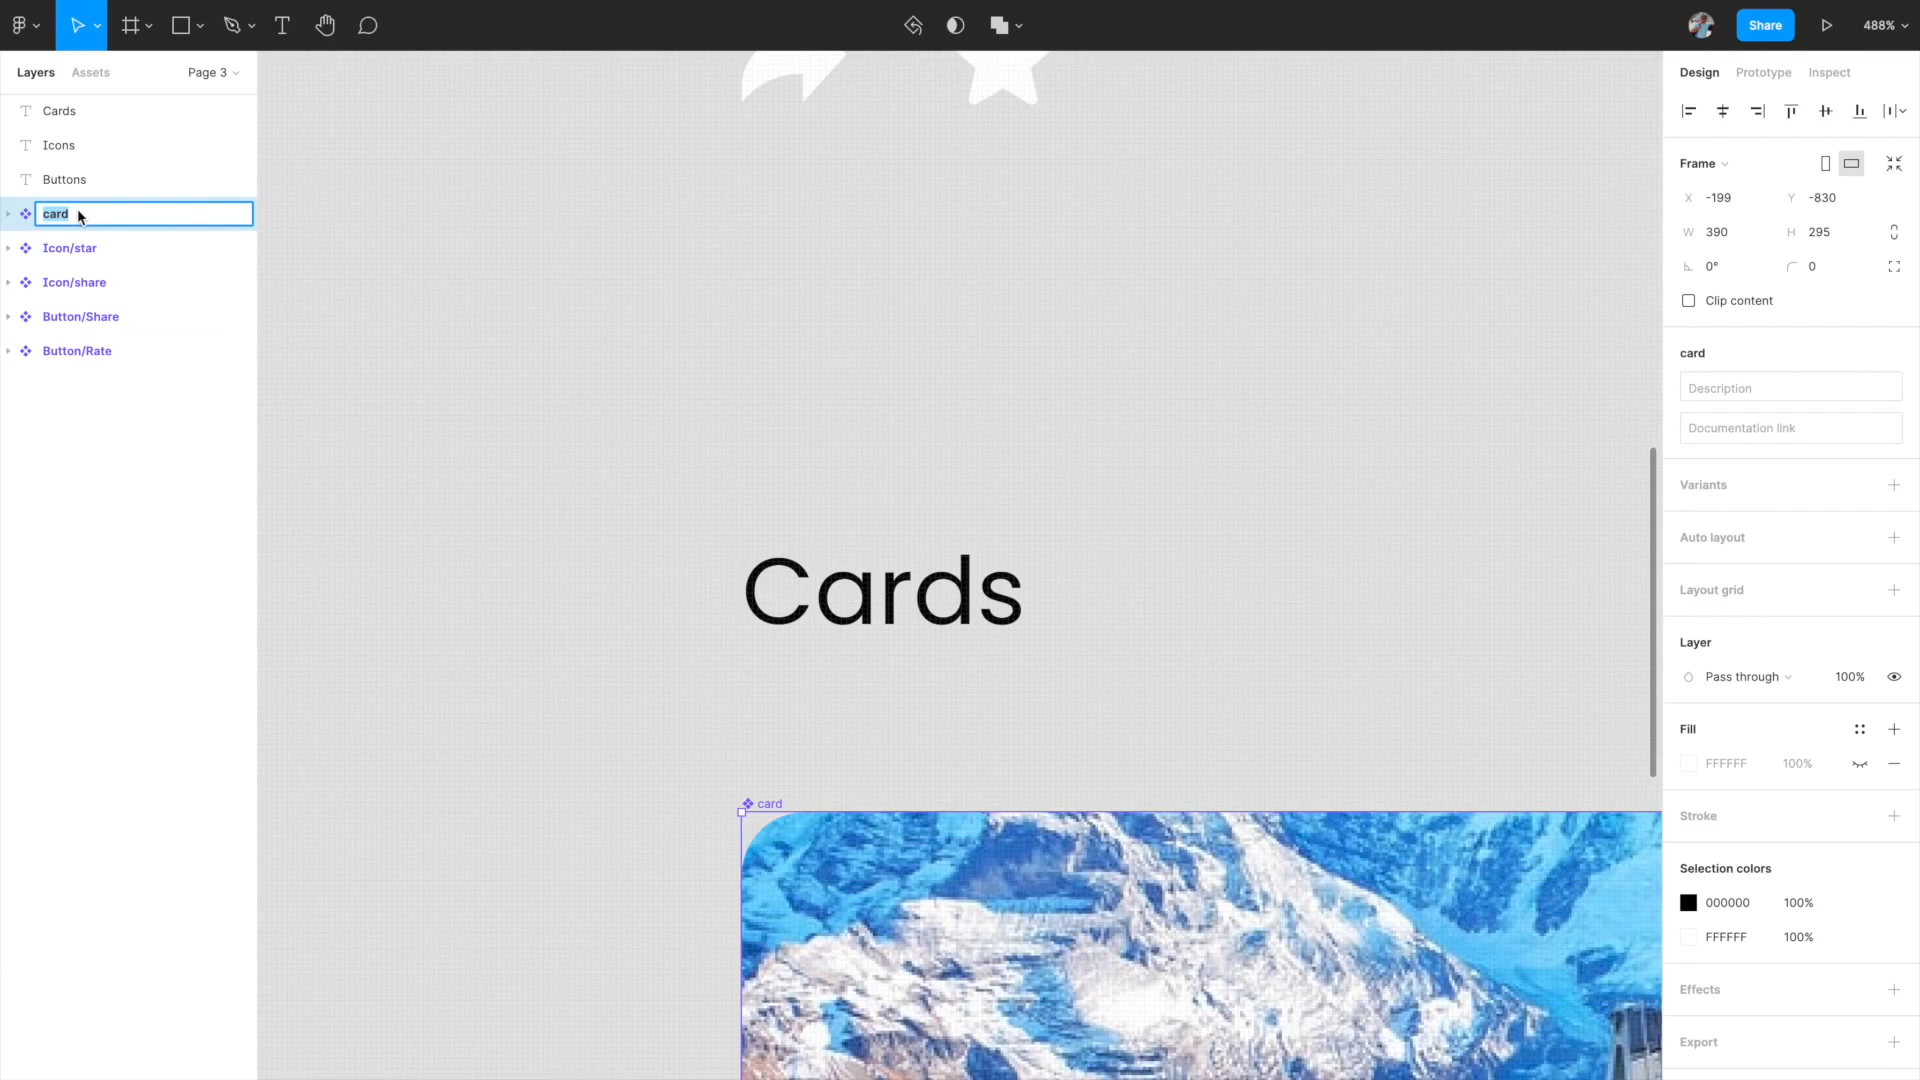 Share
488%
Layers
Assets
Page 3
Cards
Icons
Buttons
card
Icon/star
Icon/share
Button/Share
Button/Rate
Cards
card
Design
Prototype
Inspect
Frame
X -199
Y -830
W 390
H 295
0°
0
Clip content
card
Description
Documentation link
Variants
Auto layout
Layout grid
Layer
Pass through
100%
Fill
FFFFFF 100%
Stroke
Selection colors
000000 100%
FFFFFF 100%
Effects
Export